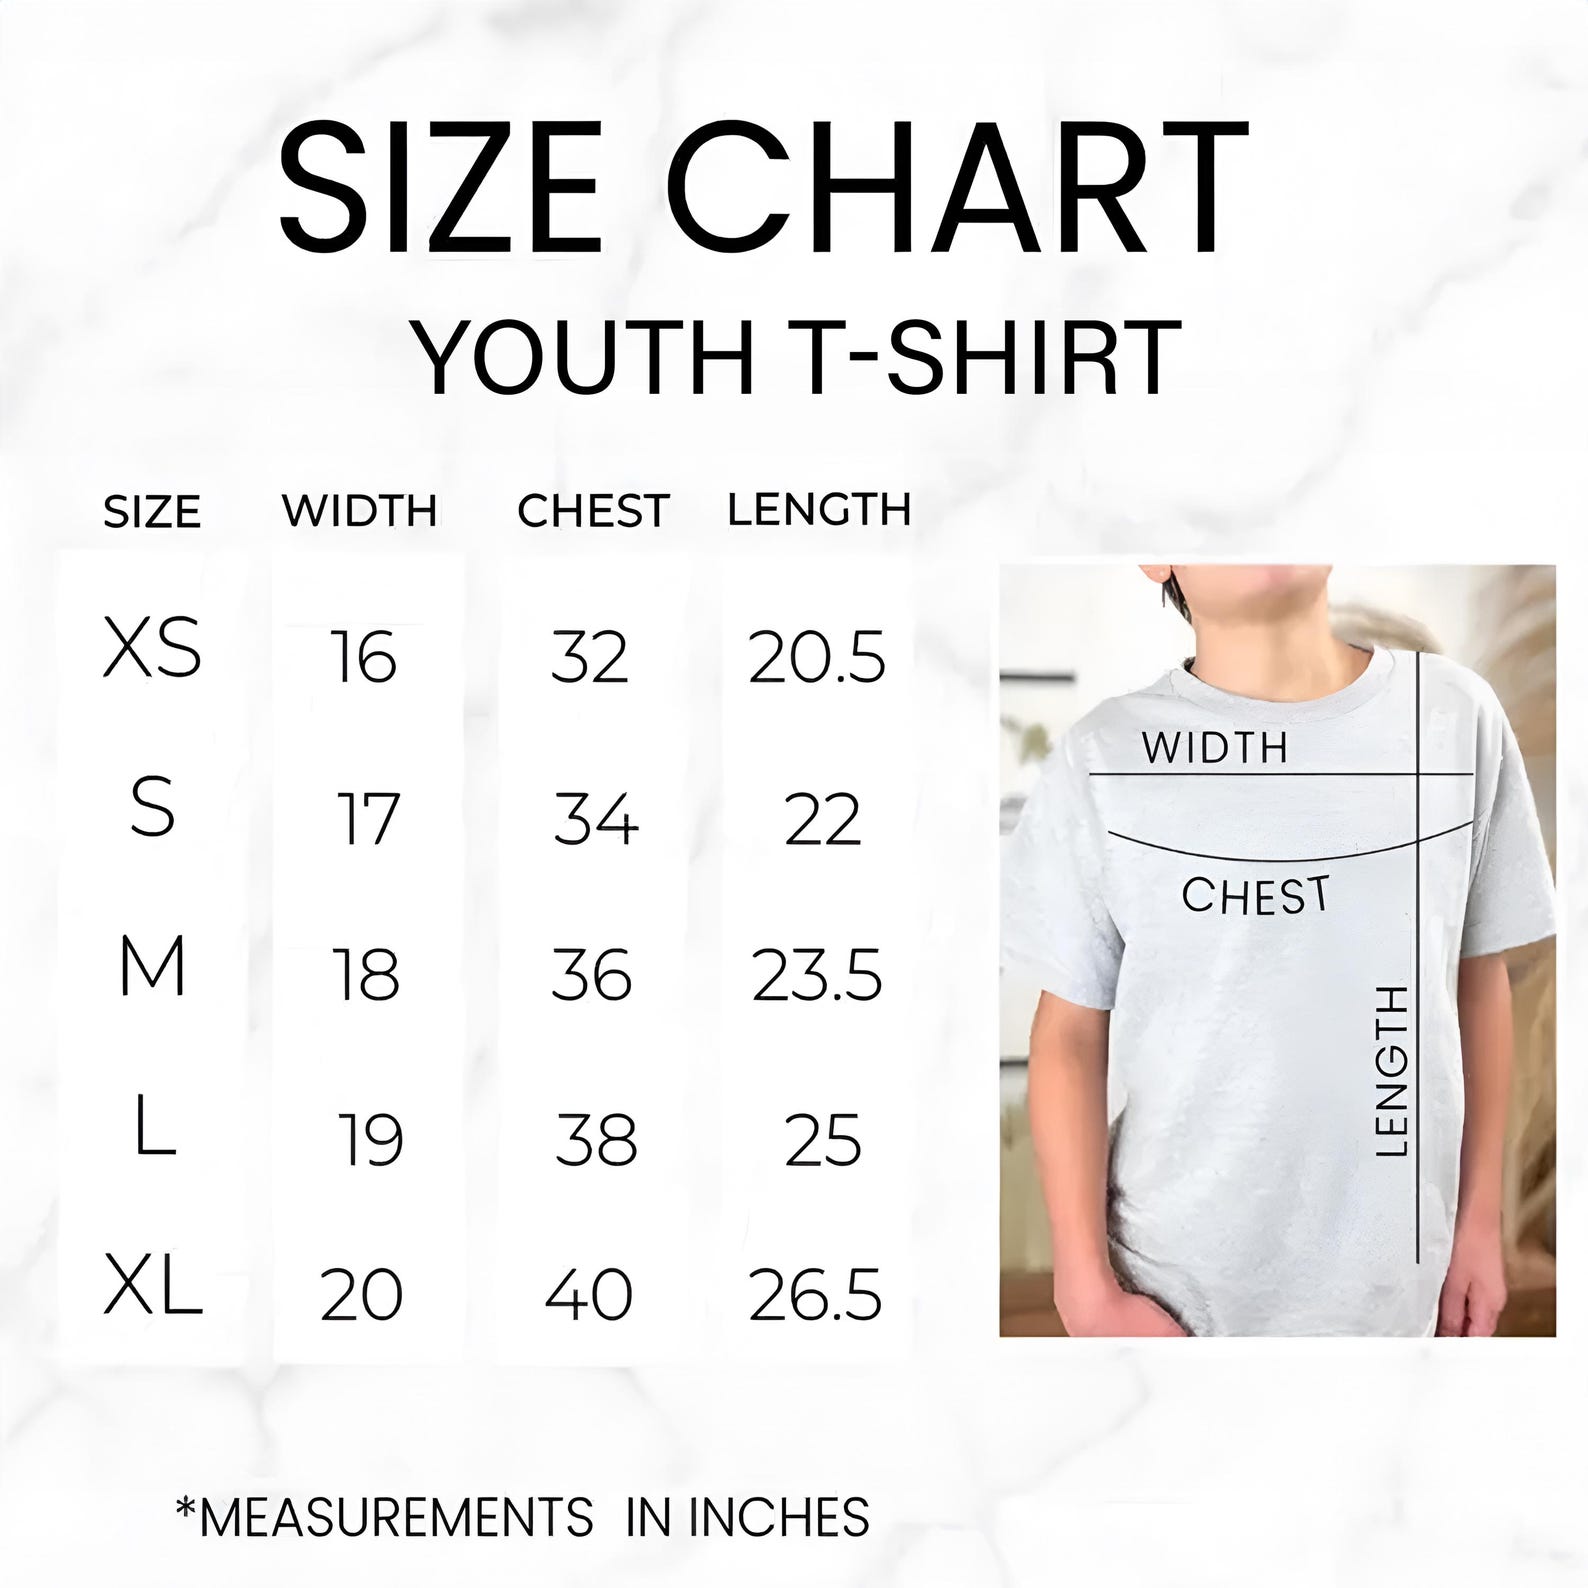 SIZE CHART
YOUTH T-SHIRT
SIZE WIDTH CHEST LENGTH
XS 16 32 20.5
S 17 34 22
M 18 36 23.5
L 19 38 25
XL 20 40 26.5
WIDTH
CHEST
LENGTH
*MEASUREMENTS IN INCHES